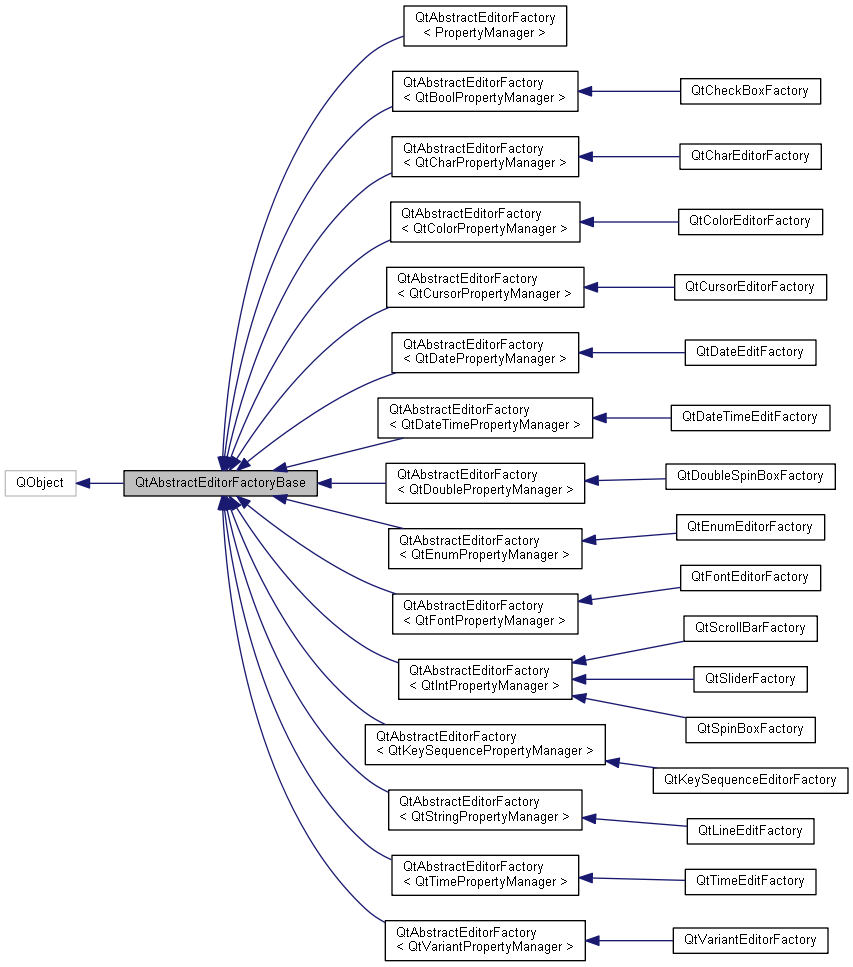 QtAbstractEditorFactory
< PropertyManager >
QtAbstractEditorFactory
< QtBoolPropertyManager >
QtCheckBoxFactory
QtAbstractEditorFactory
< QtCharPropertyManager >
QtCharEditorFactory
QtAbstractEditorFactory
< QtColorPropertyManager >
QtColorEditorFactory
QtAbstractEditorFactory
< QtCursorPropertyManager >
QtCursorEditorFactory
QtAbstractEditorFactory
< QtDatePropertyManager >
QtDateEditFactory
QtAbstractEditorFactory
< QtDateTimePropertyManager >
QtDateTimeEditFactory
QObject
QtAbstractEditorFactoryBase
QtAbstractEditorFactory
< QtDoublePropertyManager >
QtDoubleSpinBoxFactory
QtAbstractEditorFactory
< QtEnumPropertyManager >
QtEnumEditorFactory
QtAbstractEditorFactory
< QtFontPropertyManager >
QtFontEditorFactory
QtAbstractEditorFactory
< QtIntPropertyManager >
QtScrollBarFactory
QtSliderFactory
QtSpinBoxFactory
QtAbstractEditorFactory
< QtKeySequencePropertyManager >
QtKeySequenceEditorFactory
QtAbstractEditorFactory
< QtStringPropertyManager >
QtLineEditFactory
QtAbstractEditorFactory
< QtTimePropertyManager >
QtTimeEditFactory
QtAbstractEditorFactory
< QtVariantPropertyManager >
QtVariantEditorFactory